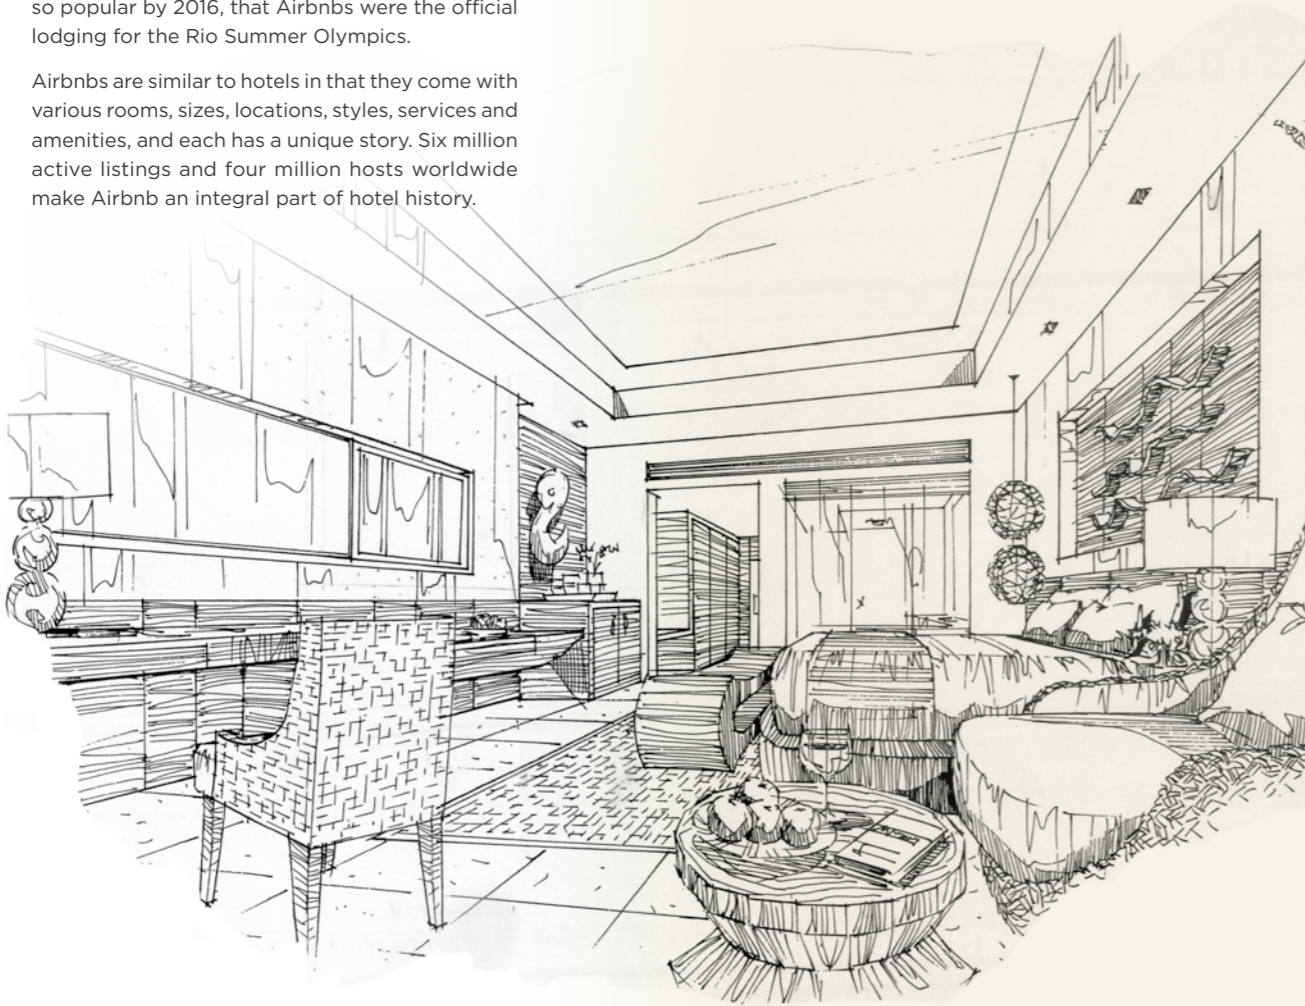 so popular by 2016, that Airbnbs were the official
lodging for the Rio Summer Olympics.
Airbnbs are similar to hotels in that they come with
various rooms, sizes, locations, styles, services and
amenities, and each has a unique story. Six million
active listings and four million hosts worldwide
make Airbnb an integral part of hotel history.